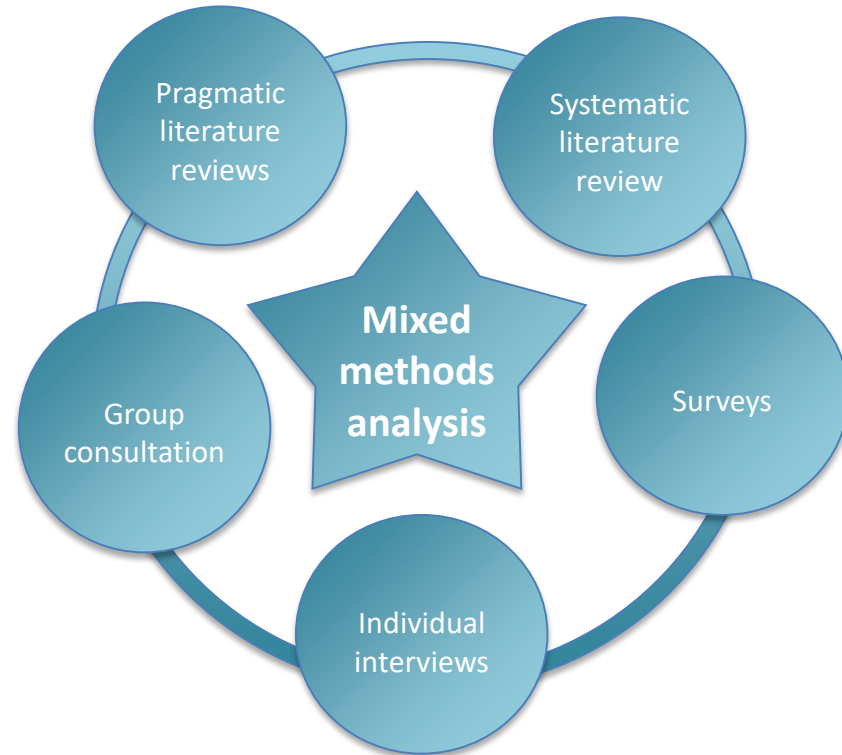 Pragmatic
literature
reviews
Systematic
literature
review
Mixed
methods
analysis
Group
consultation
Surveys
Individual
interviews